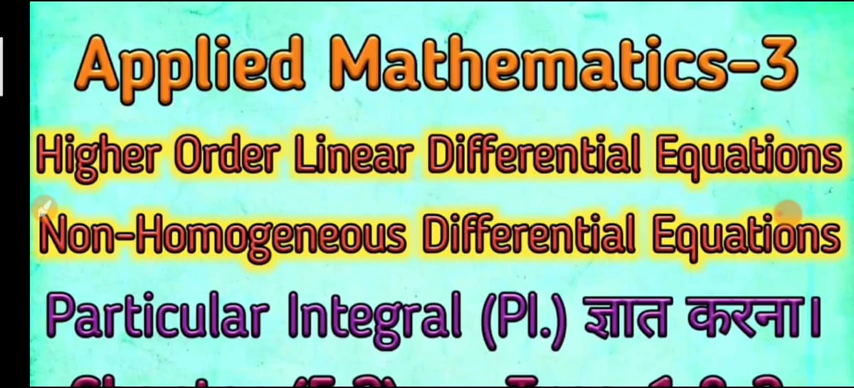 Applied Mathematics-3
Higher Order Linear Differential Equations
Non-Homogeneous Differential Equations
Particular Integral (PI.) ज्ञात करना।